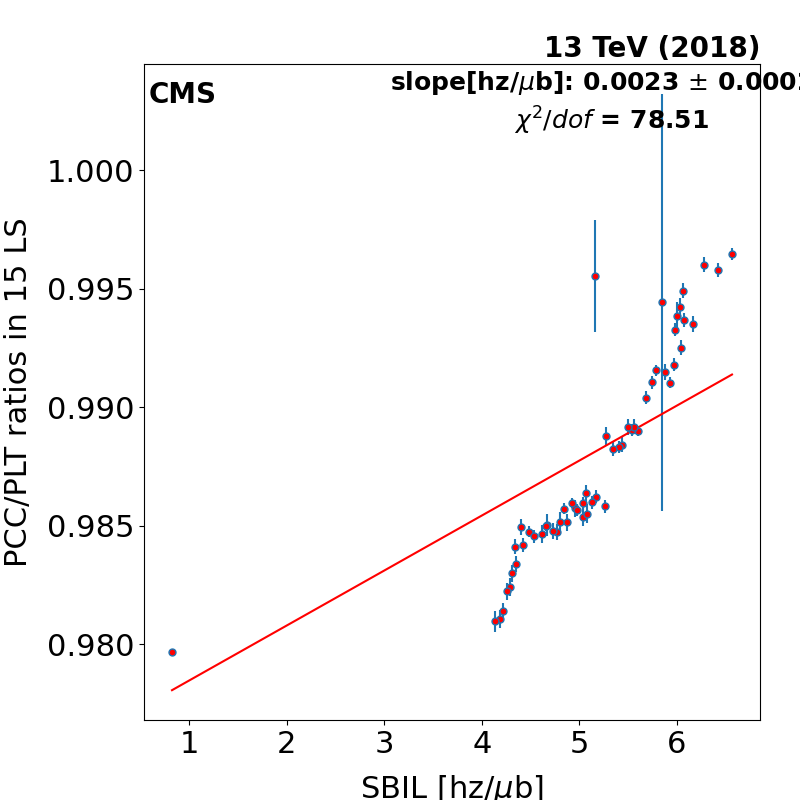 13 TeV (2018)
CMS
slope[hz/μb]: 0.0023 ± 0.000
χ²/dof = 78.51
PCC/PLT ratios in 15 LS
1.000
0.995
0.990
0.985
0.980
1 2 3 4 5 6
SBIL [hz/μb]